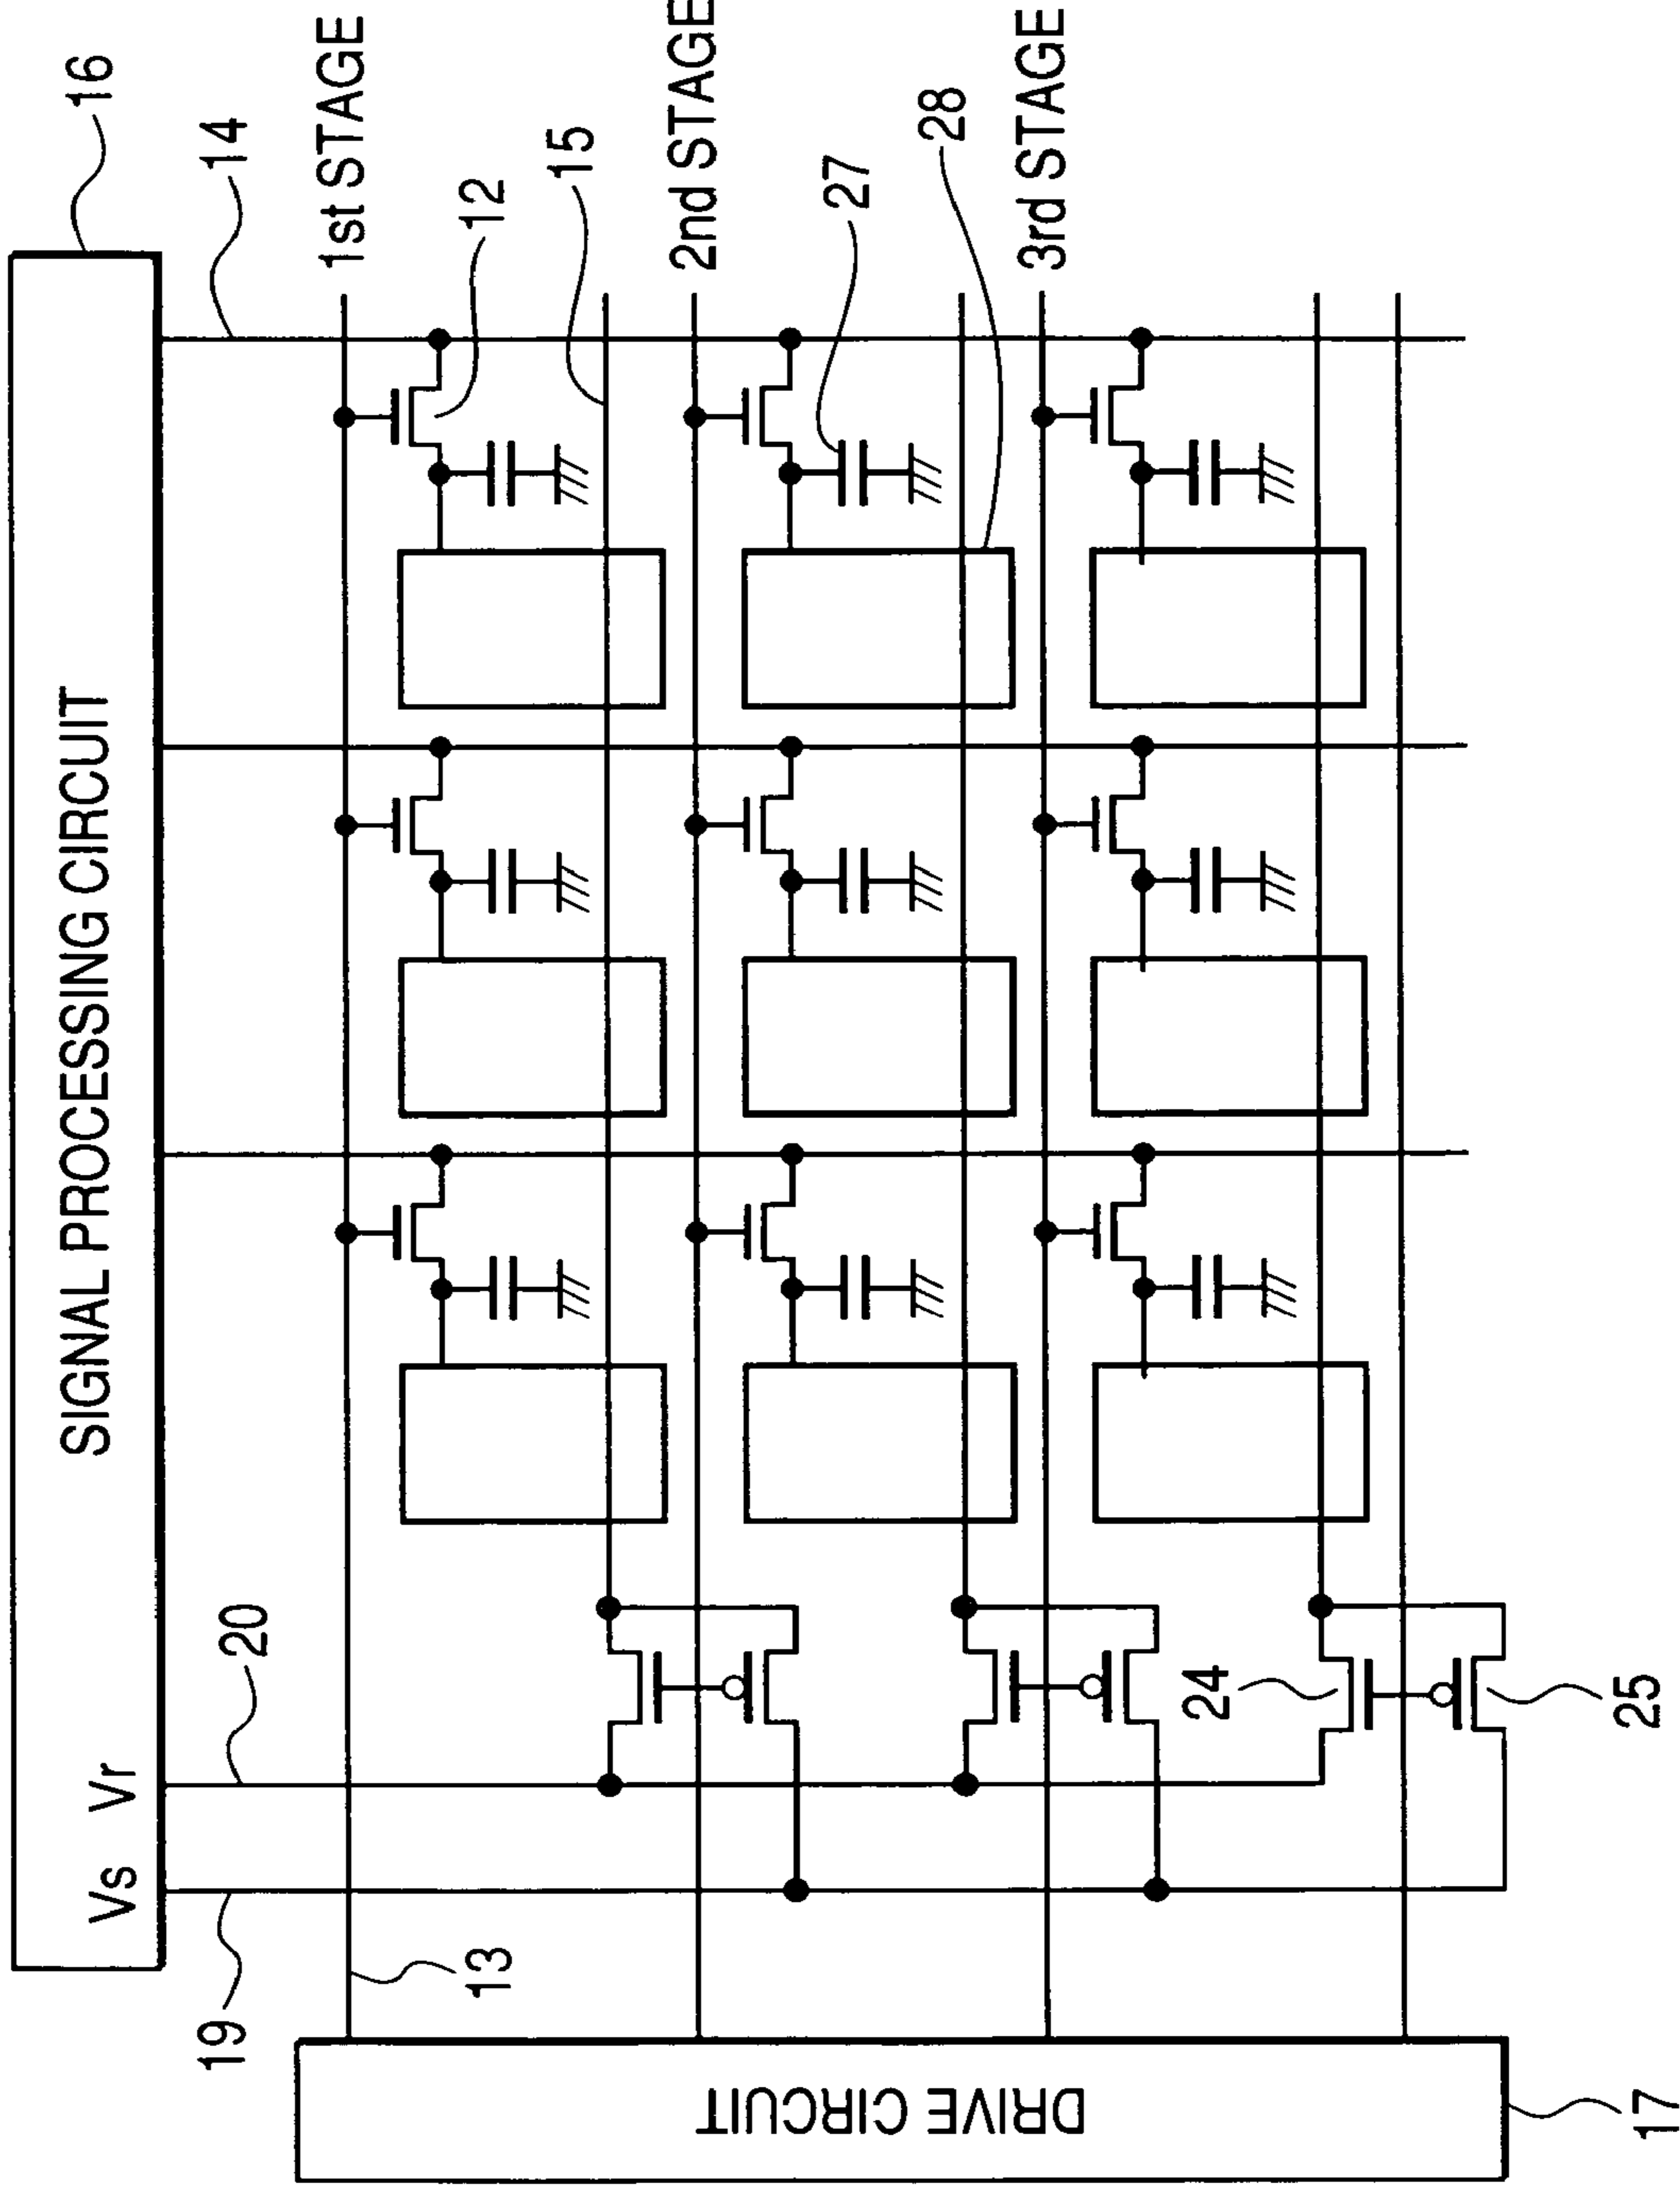 SIGNAL PROCESSING CIRCUIT
Vs
Vr
16
14
1st STAGE
12
15
2nd STAGE
27
28
3rd STAGE
20
19
13
24
25
DRIVE CIRCUIT
17